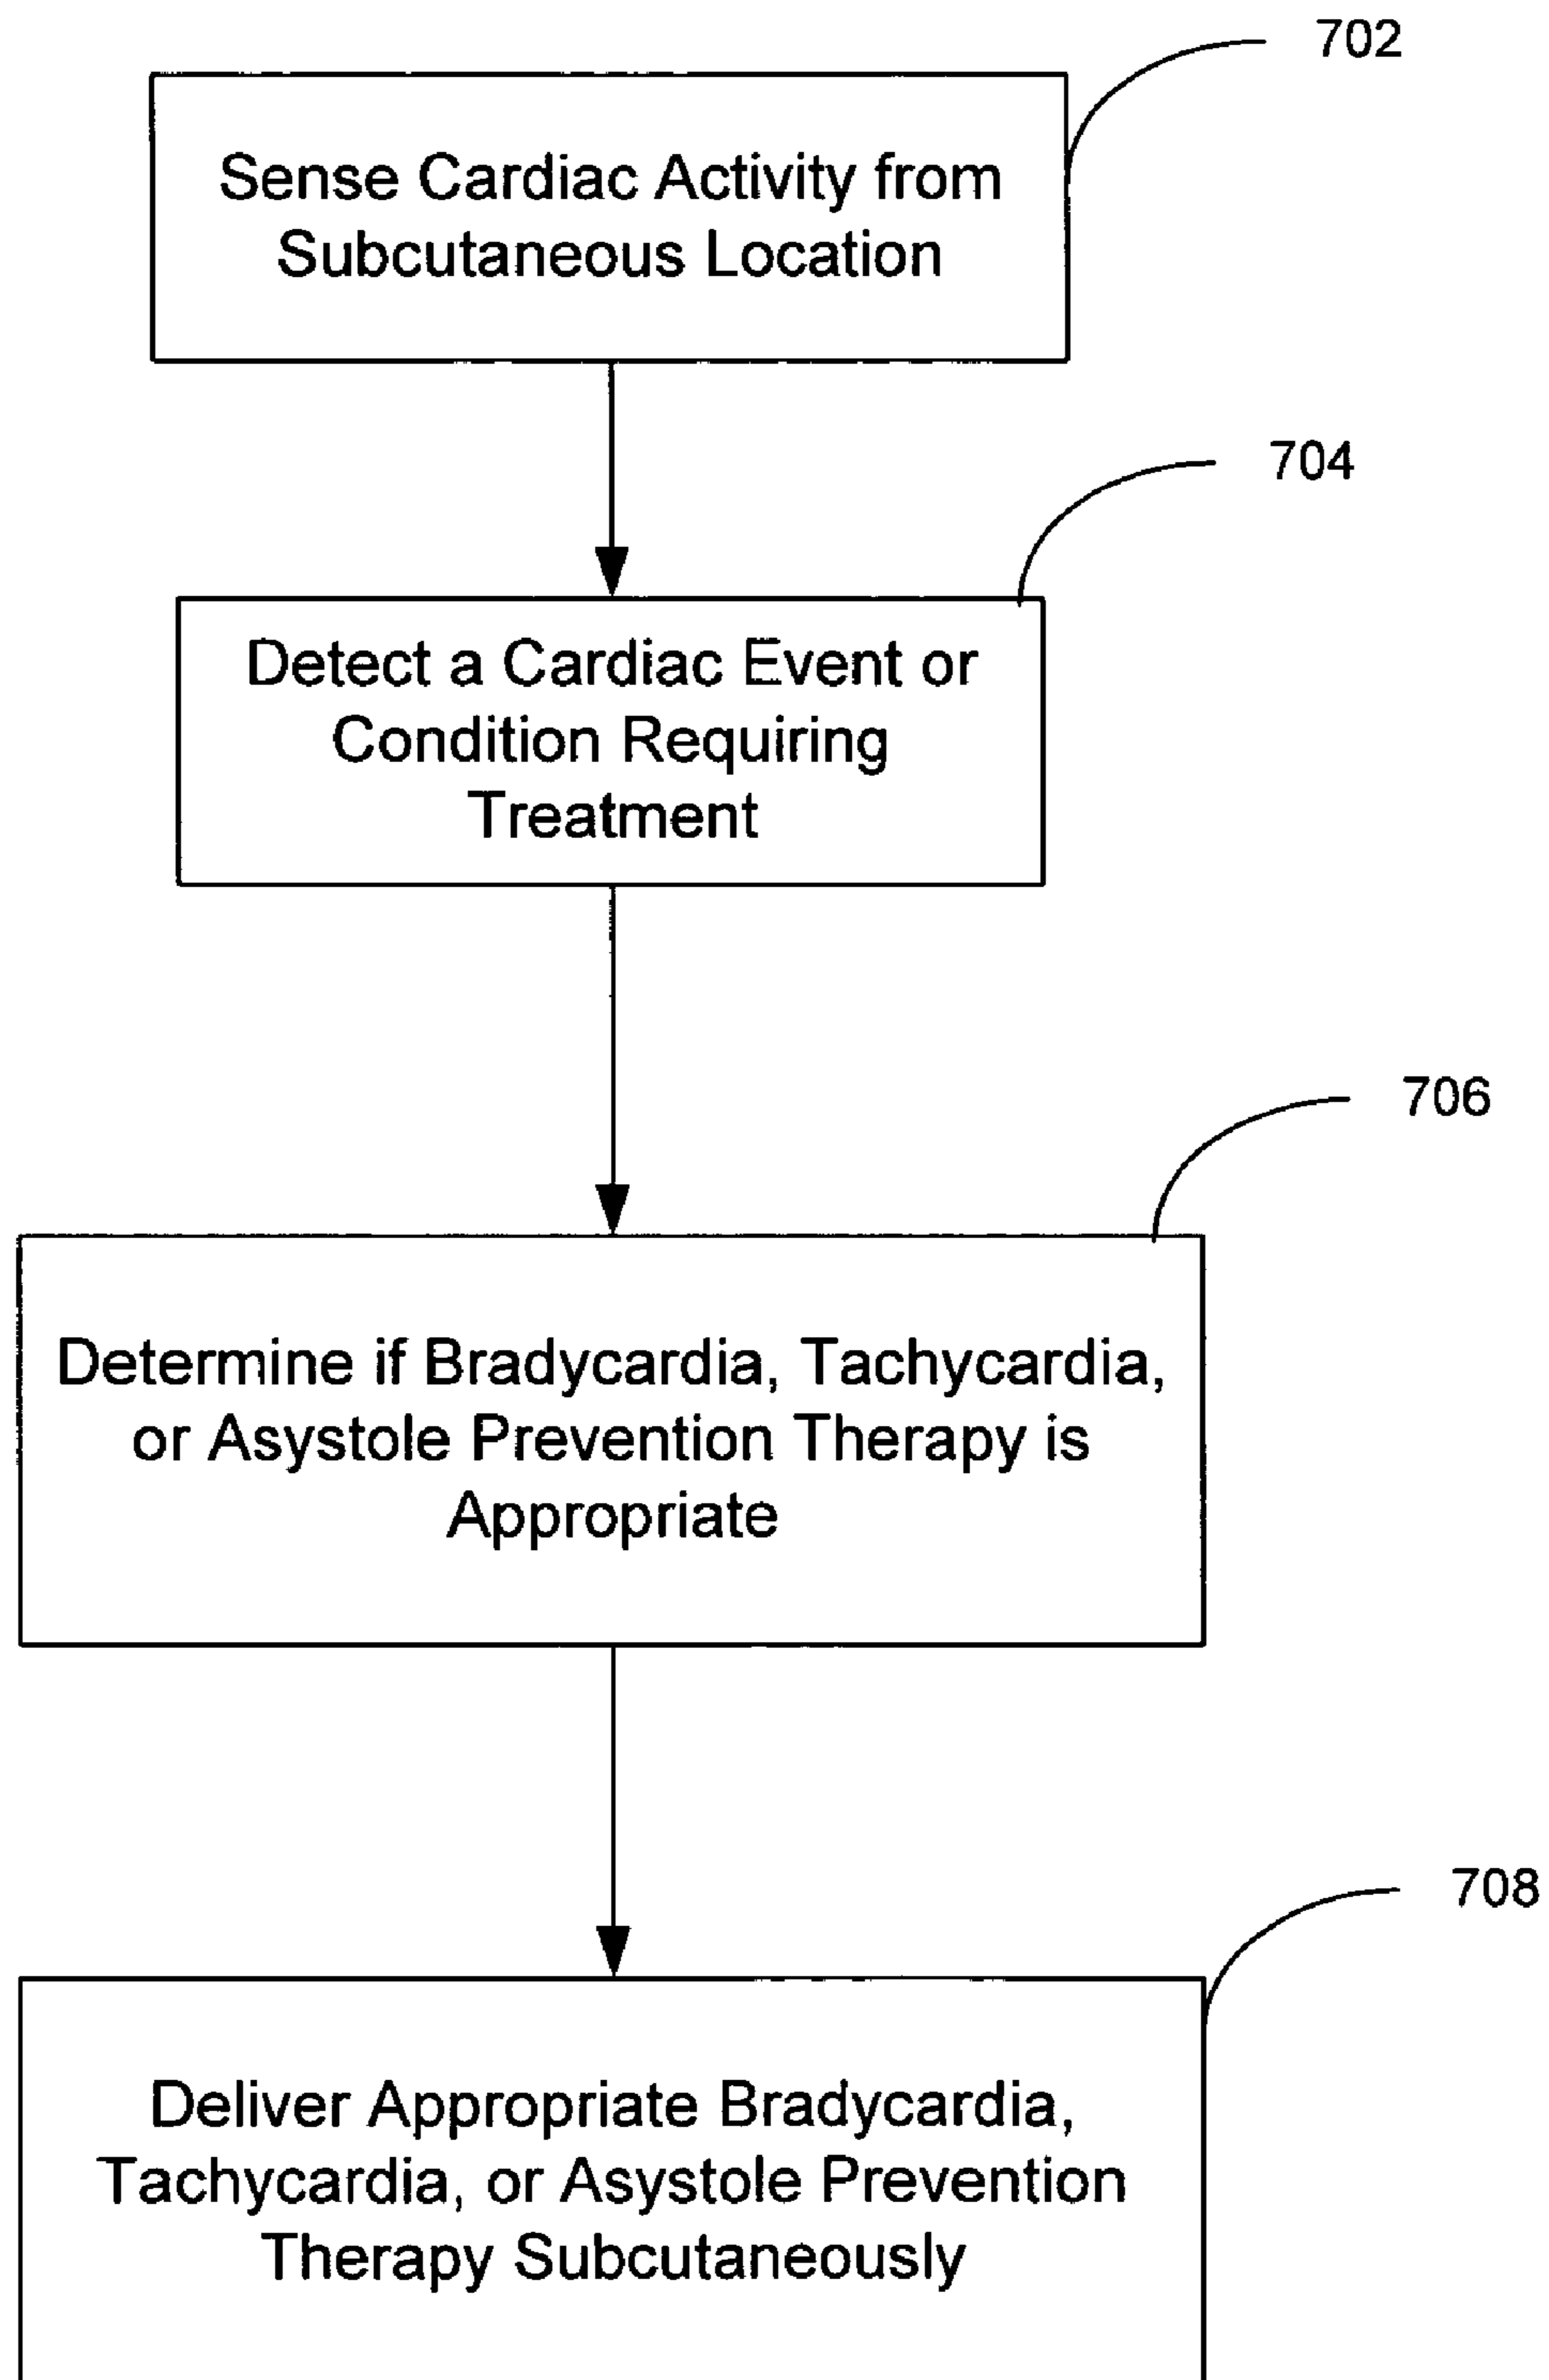 702
Sense Cardiac Activity from
Subcutaneous Location
704
Detect a Cardiac Event or
Condition Requiring
Treatment
706
Determine if Bradycardia, Tachycardia,
or Asystole Prevention Therapy is
Appropriate
708
Deliver Appropriate Bradycardia,
Tachycardia, or Asystole Prevention
Therapy Subcutaneously